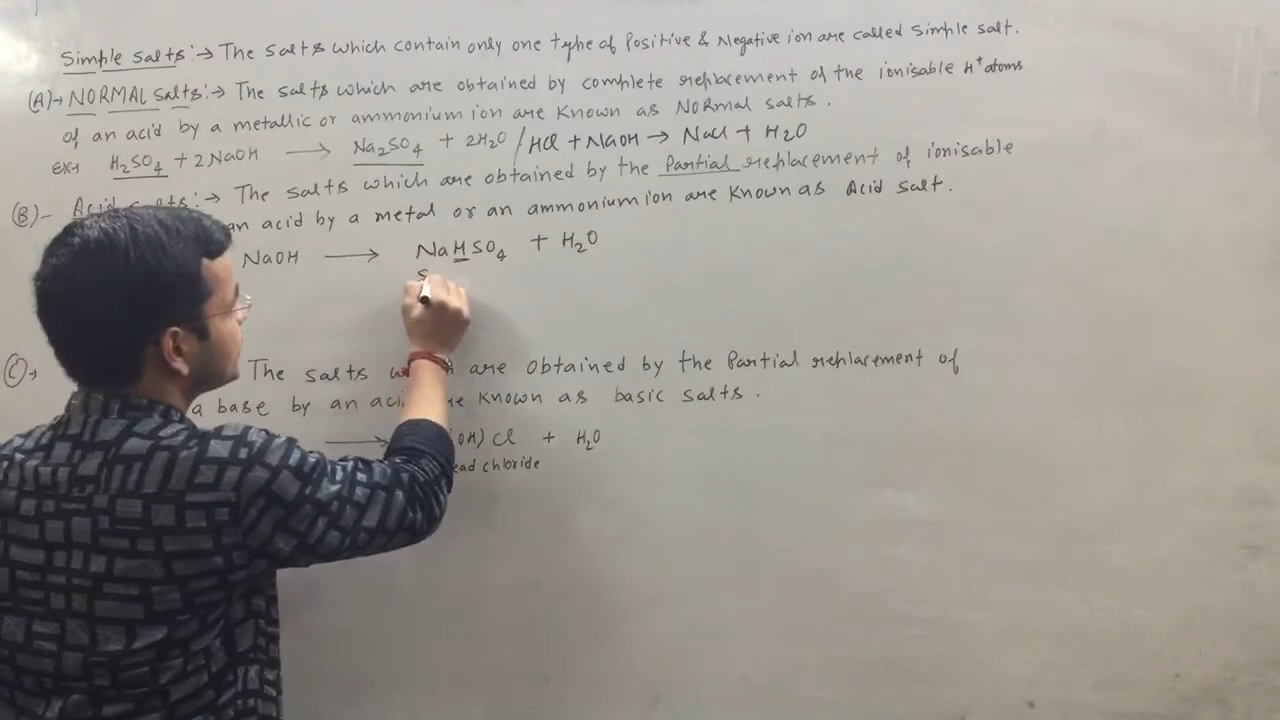 Simple salts :→ The salts which contain only one type of Positive & Negative ion are called simple salt.
(A)→ NORMAL salts :→ The salts which are obtained by complete replacement of the ionisable H⁺ atoms
of an acid by a metallic or ammonium ion are known as NORmal salts.
Ex:→ H₂SO₄ + 2NaOH ⟶ Na₂SO₄ + 2H₂O / HCl + NaOH → NaCl + H₂O
(B)- Acid salts :→ The salts which are obtained by the Partial replacement of ionisable
an acid by a metal or an ammonium ion are known as Acid salt.
NaOH ⟶ NaHSO₄ + H₂O
S
(C)→ The salts which are obtained by the Partial replacement of
a base by an acid are known as basic salts.
⟶ (OH)Cl + H₂O
ead chloride